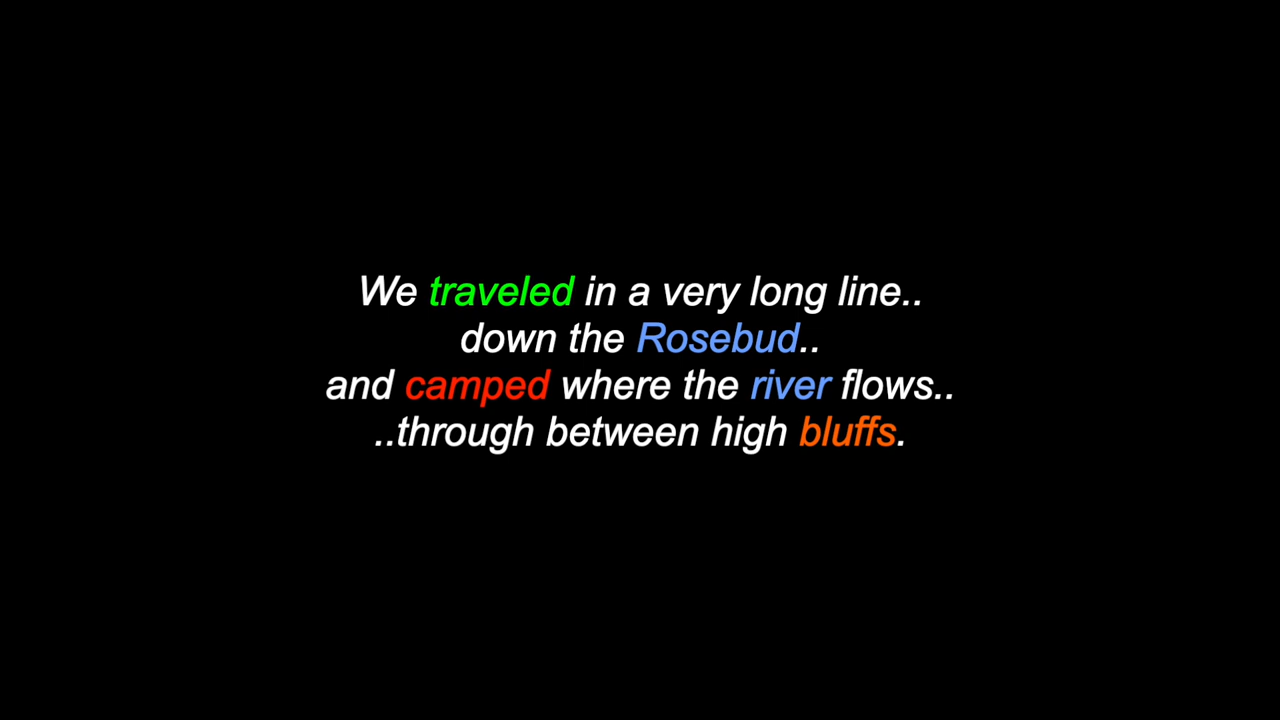 We traveled in a very long line..
down the Rosebud..
and camped where the river flows..
..through between high bluffs.